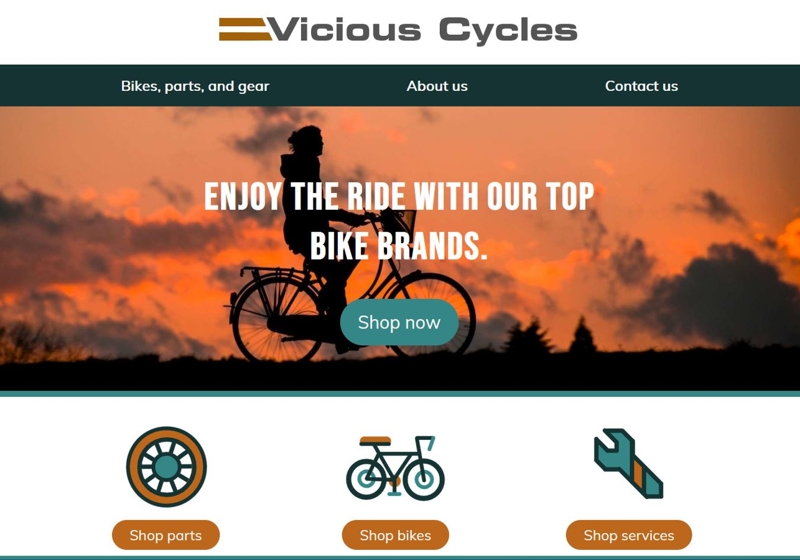 Vicious Cycles
Bikes, parts, and gear
About us
Contact us
ENJOY THE RIDE WITH OUR TOP
BIKE BRANDS.
Shop now
Shop parts
Shop bikes
Shop services